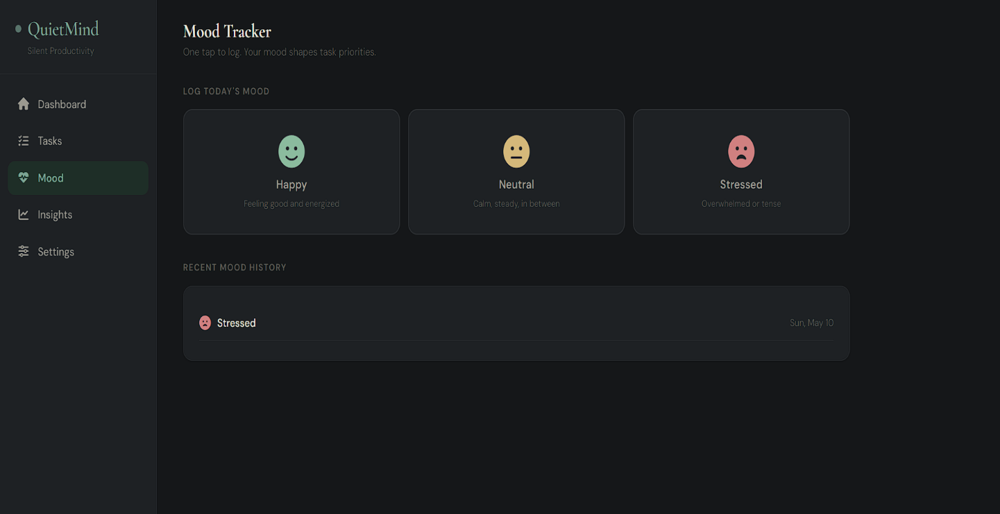 QuietMind
Silent Productivity
Dashboard
Tasks
Mood
Insights
Settings
Mood Tracker
One tap to log. Your mood shapes task priorities.
LOG TODAY'S MOOD
Happy
Feeling good and energized
Neutral
Calm, steady, in between
Stressed
Overwhelmed or tense
RECENT MOOD HISTORY
Stressed
Sun, May 10